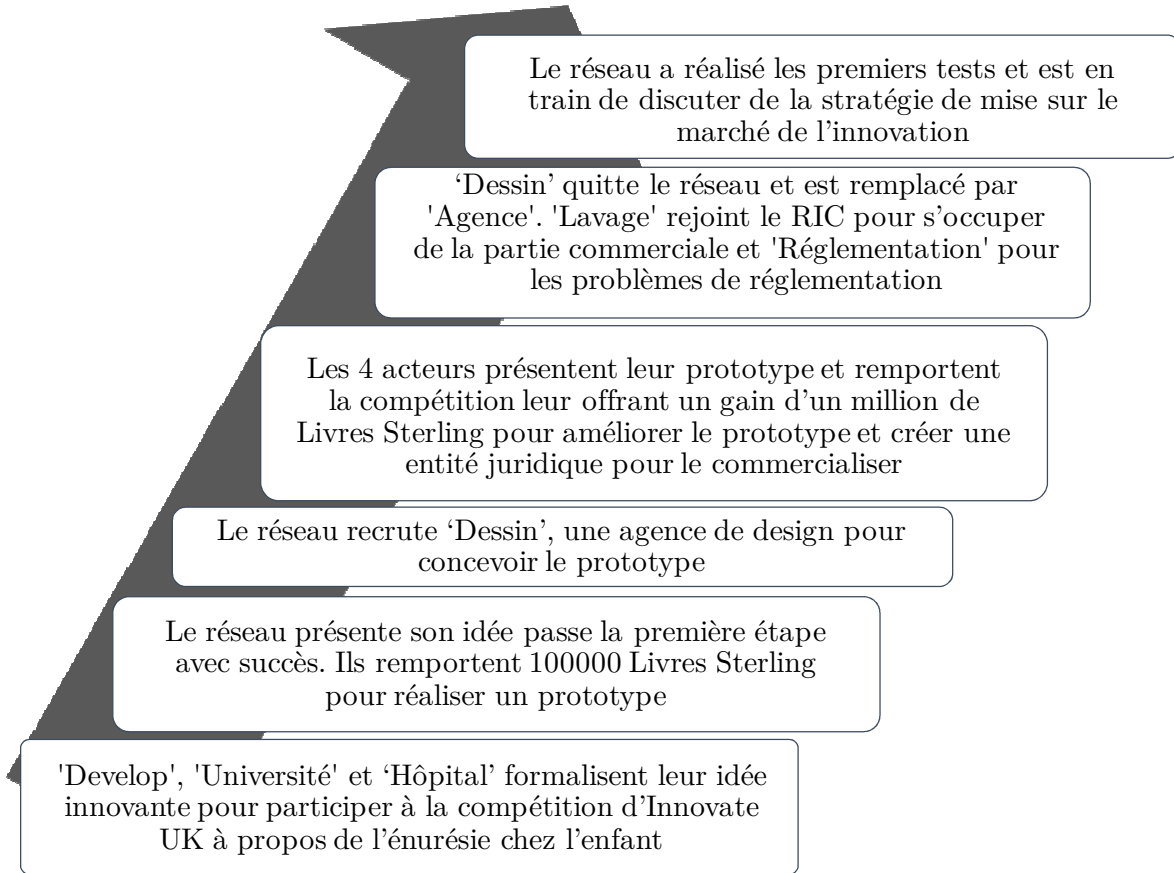 Le réseau a réalisé les premiers tests et est en
train de discuter de la stratégie de mise sur le
marché de l’innovation
‘Dessin’ quitte le réseau et est remplacé par
'Agence'. 'Lavage' rejoint le RIC pour s’occuper
de la partie commerciale et 'Réglementation' pour
les problèmes de réglementation
Les 4 acteurs présentent leur prototype et remportent
la compétition leur offrant un gain d’un million de
Livres Sterling pour améliorer le prototype et créer une
entité juridique pour le commercialiser
Le réseau recrute ‘Dessin’, une agence de design pour
concevoir le prototype
Le réseau présente son idée passe la première étape
avec succès. Ils remportent 100000 Livres Sterling
pour réaliser un prototype
'Develop', 'Université' et ‘Hôpital’ formalisent leur idée
innovante pour participer à la compétition d’Innovate
UK à propos de l’énurésie chez l’enfant